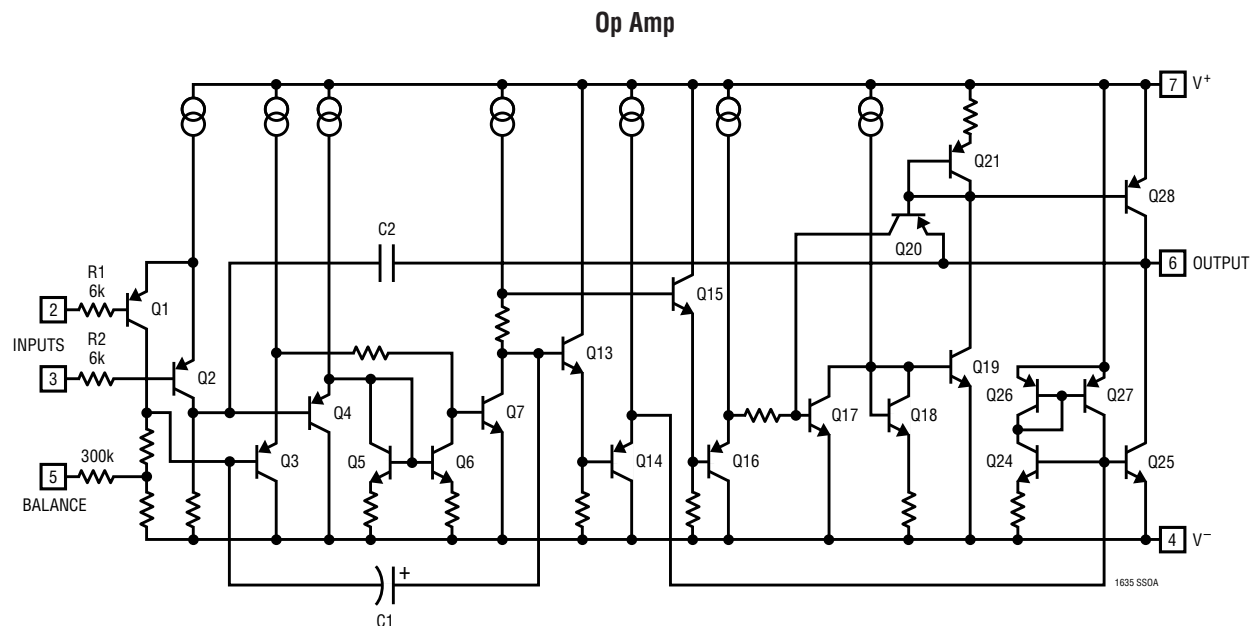 Op Amp
7 V+
Q21
Q28
C2
Q20
6 OUTPUT
R1
6k
2
Q1
Q15
INPUTS
R2
6k
3
Q2
Q13
Q19
Q4
Q7
Q26
Q27
Q17
Q18
300k
5
BALANCE
Q3
Q5
Q6
Q14
Q16
Q24
Q25
4 V−
+
C1
1635 SSOA